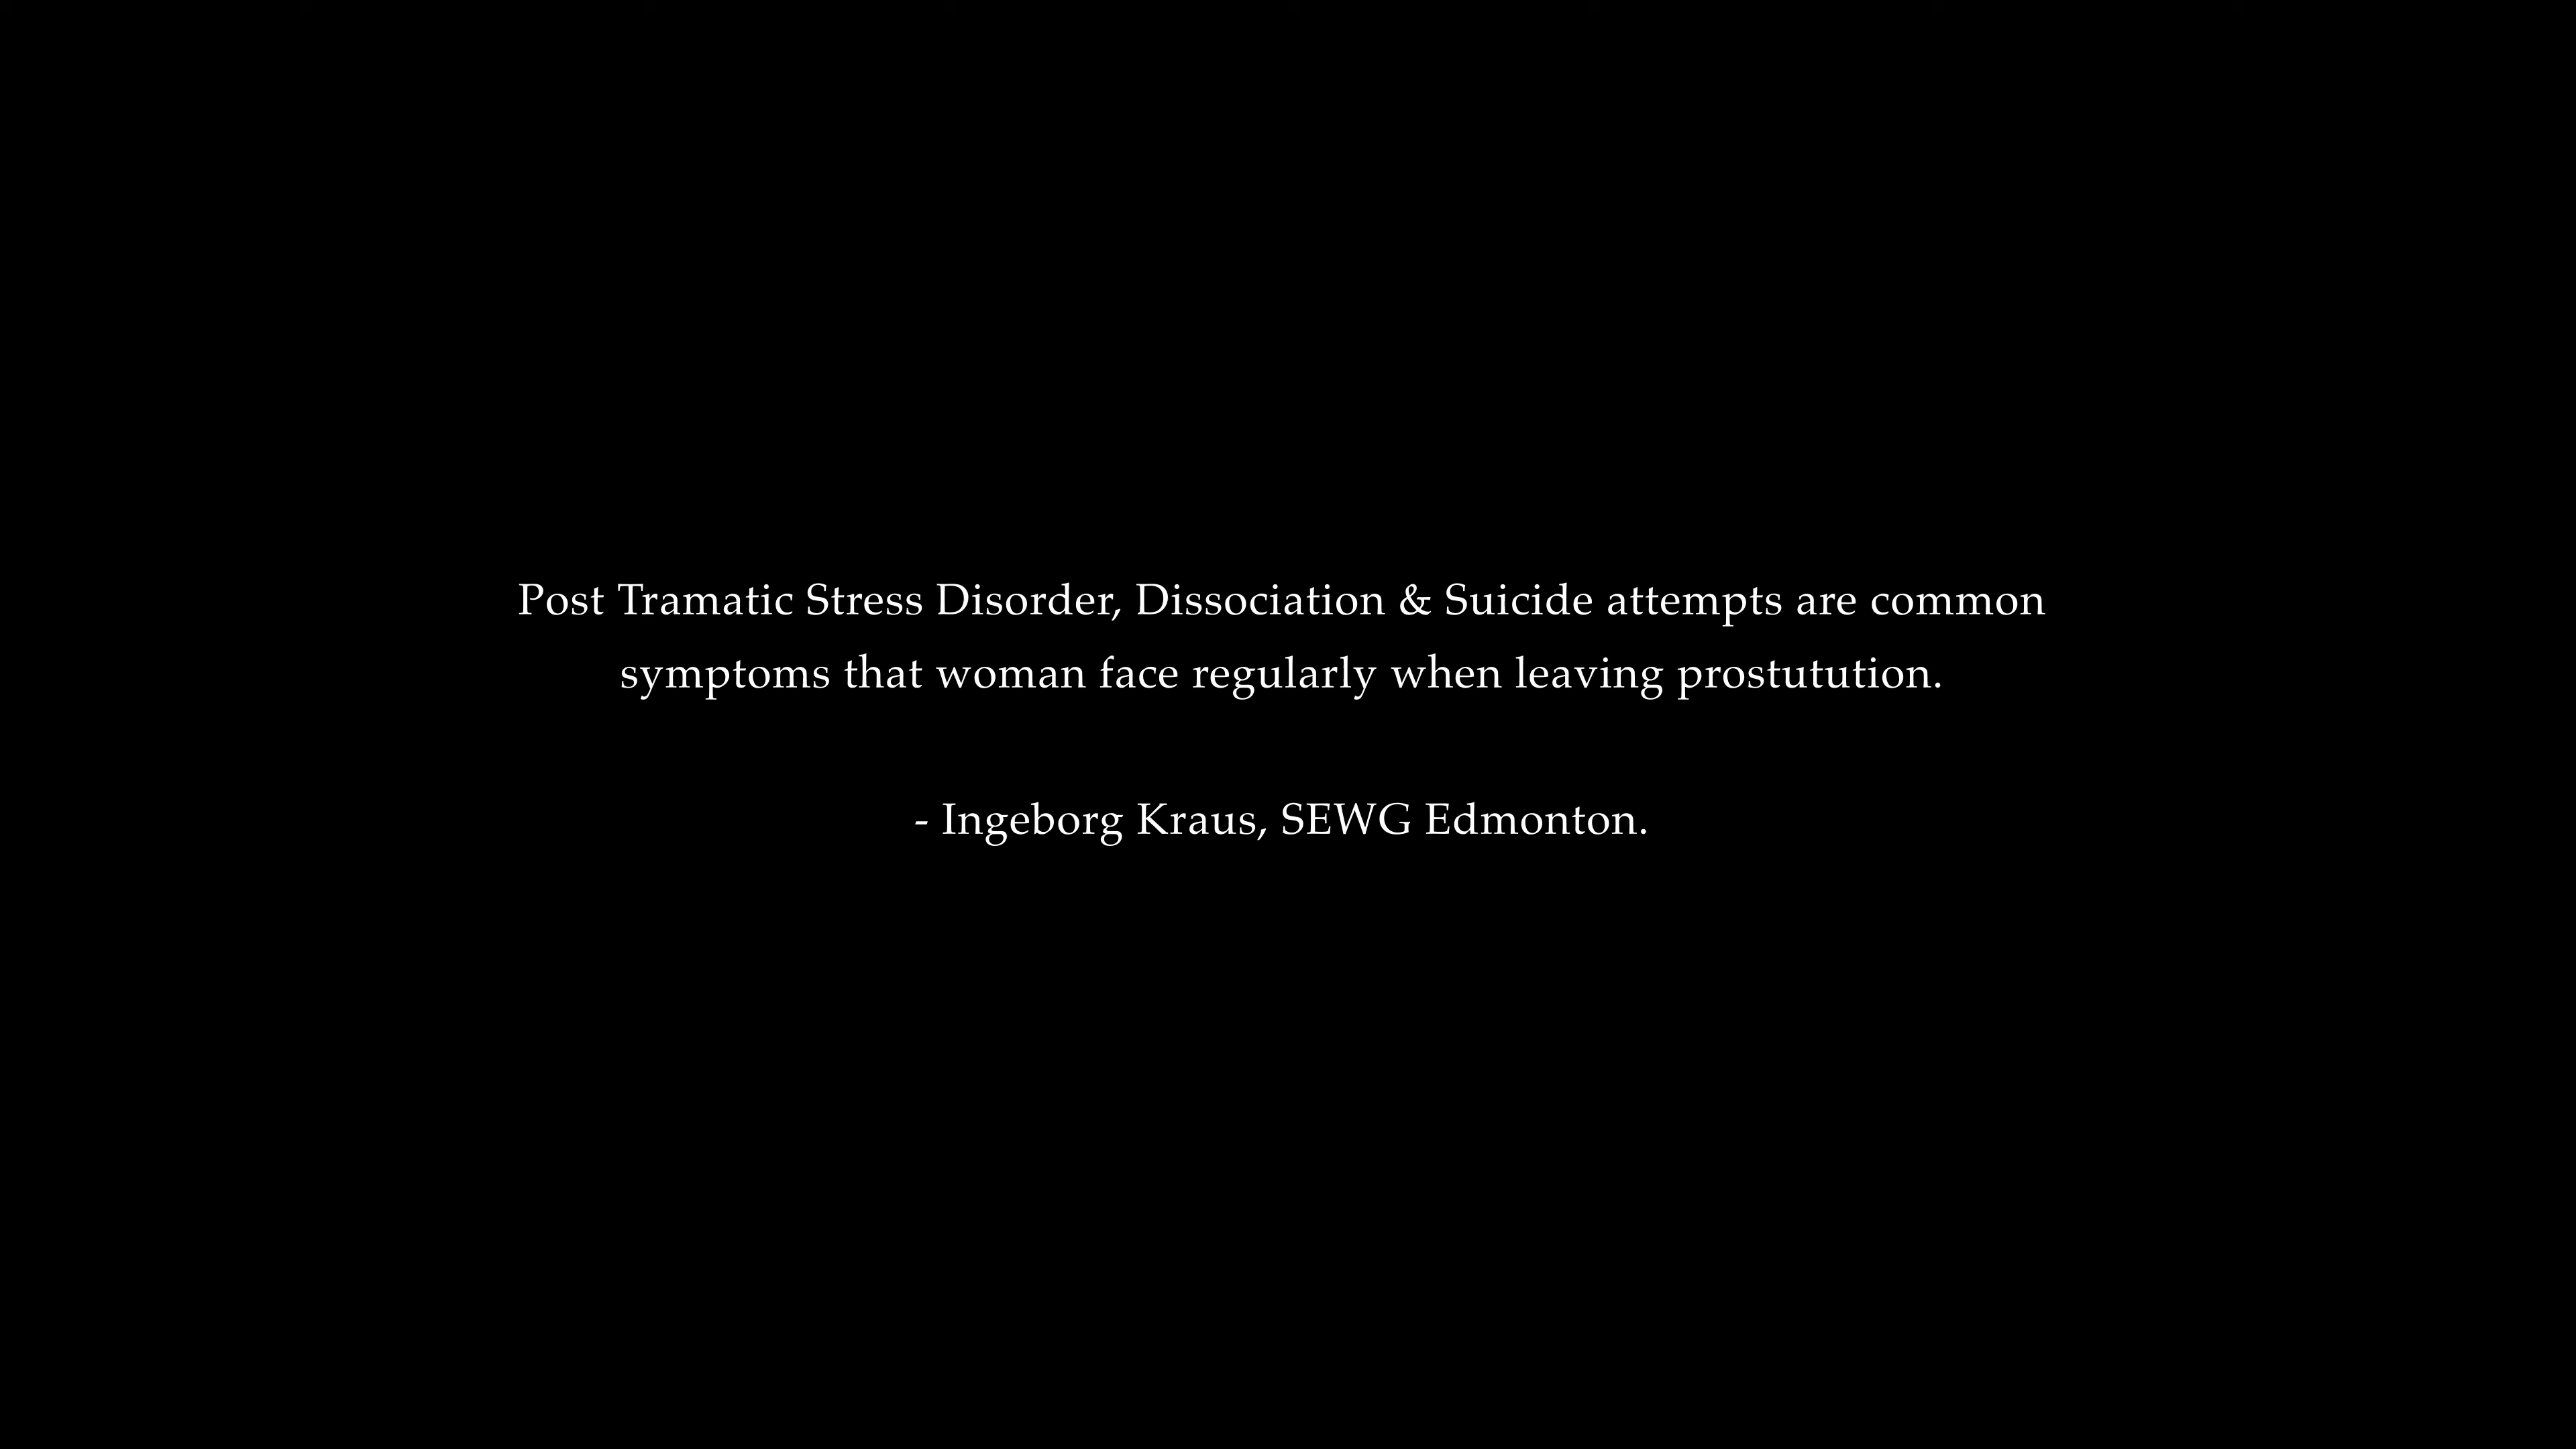 Post Tramatic Stress Disorder, Dissociation & Suicide attempts are common
symptoms that woman face regularly when leaving prostutution.
- Ingeborg Kraus, SEWG Edmonton.